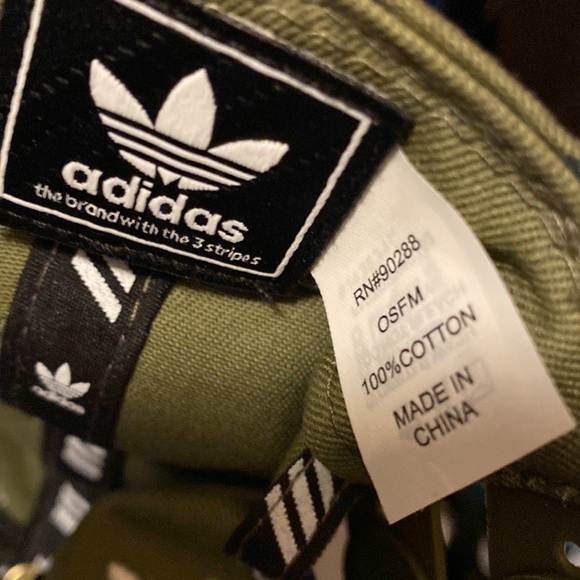 adidas
the brand with the 3 stripes
RN#90288
OSFM
100%COTTON
MADE IN
CHINA